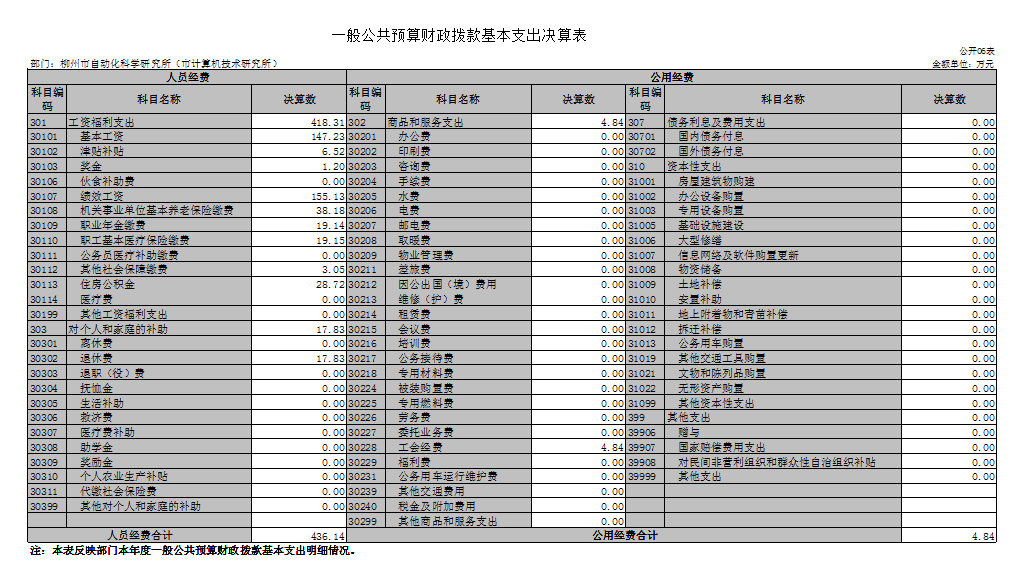 一般公共预算财政拨款基本支出决算表
公开06表
部门：柳州市自动化科学研究所（市计算机技术研究所） 金额单位：万元
人员经费 公用经费
科目编码 科目名称 决算数 科目编码 科目名称 决算数 科目编码 科目名称 决算数
301 工资福利支出 418.31 302 商品和服务支出 4.84 307 债务利息及费用支出 0.00
30101 基本工资 147.23 30201 办公费 0.00 30701 国内债务付息 0.00
30102 津贴补贴 6.52 30202 印刷费 0.00 30702 国外债务付息 0.00
30103 奖金 1.20 30203 咨询费 0.00 310 资本性支出 0.00
30106 伙食补助费 0.00 30204 手续费 0.00 31001 房屋建筑物购建 0.00
30107 绩效工资 155.13 30205 水费 0.00 31002 办公设备购置 0.00
30108 机关事业单位基本养老保险缴费 38.18 30206 电费 0.00 31003 专用设备购置 0.00
30109 职业年金缴费 19.14 30207 邮电费 0.00 31005 基础设施建设 0.00
30110 职工基本医疗保险缴费 19.15 30208 取暖费 0.00 31006 大型修缮 0.00
30111 公务员医疗补助缴费 0.00 30209 物业管理费 0.00 31007 信息网络及软件购置更新 0.00
30112 其他社会保障缴费 3.05 30211 差旅费 0.00 31008 物资储备 0.00
30113 住房公积金 28.72 30212 因公出国（境）费用 0.00 31009 土地补偿 0.00
30114 医疗费 0.00 30213 维修（护）费 0.00 31010 安置补助 0.00
30199 其他工资福利支出 0.00 30214 租赁费 0.00 31011 地上附着物和青苗补偿 0.00
303 对个人和家庭的补助 17.83 30215 会议费 0.00 31012 拆迁补偿 0.00
30301 离休费 0.00 30216 培训费 0.00 31013 公务用车购置 0.00
30302 退休费 17.83 30217 公务接待费 0.00 31019 其他交通工具购置 0.00
30303 退职（役）费 0.00 30218 专用材料费 0.00 31021 文物和陈列品购置 0.00
30304 抚恤金 0.00 30224 被装购置费 0.00 31022 无形资产购置 0.00
30305 生活补助 0.00 30225 专用燃料费 0.00 31099 其他资本性支出 0.00
30306 救济费 0.00 30226 劳务费 0.00 399 其他支出 0.00
30307 医疗费补助 0.00 30227 委托业务费 0.00 39906 赠与 0.00
30308 助学金 0.00 30228 工会经费 4.84 39907 国家赔偿费用支出 0.00
30309 奖励金 0.00 30229 福利费 0.00 39908 对民间非营利组织和群众性自治组织补贴 0.00
30310 个人农业生产补贴 0.00 30231 公务用车运行维护费 0.00 39999 其他支出 0.00
30311 代缴社会保险费 0.00 30239 其他交通费用 0.00
30399 其他对个人和家庭的补助 0.00 30240 税金及附加费用 0.00
30299 其他商品和服务支出 0.00
人员经费合计 436.14 公用经费合计 4.84
注：本表反映部门本年度一般公共预算财政拨款基本支出明细情况。